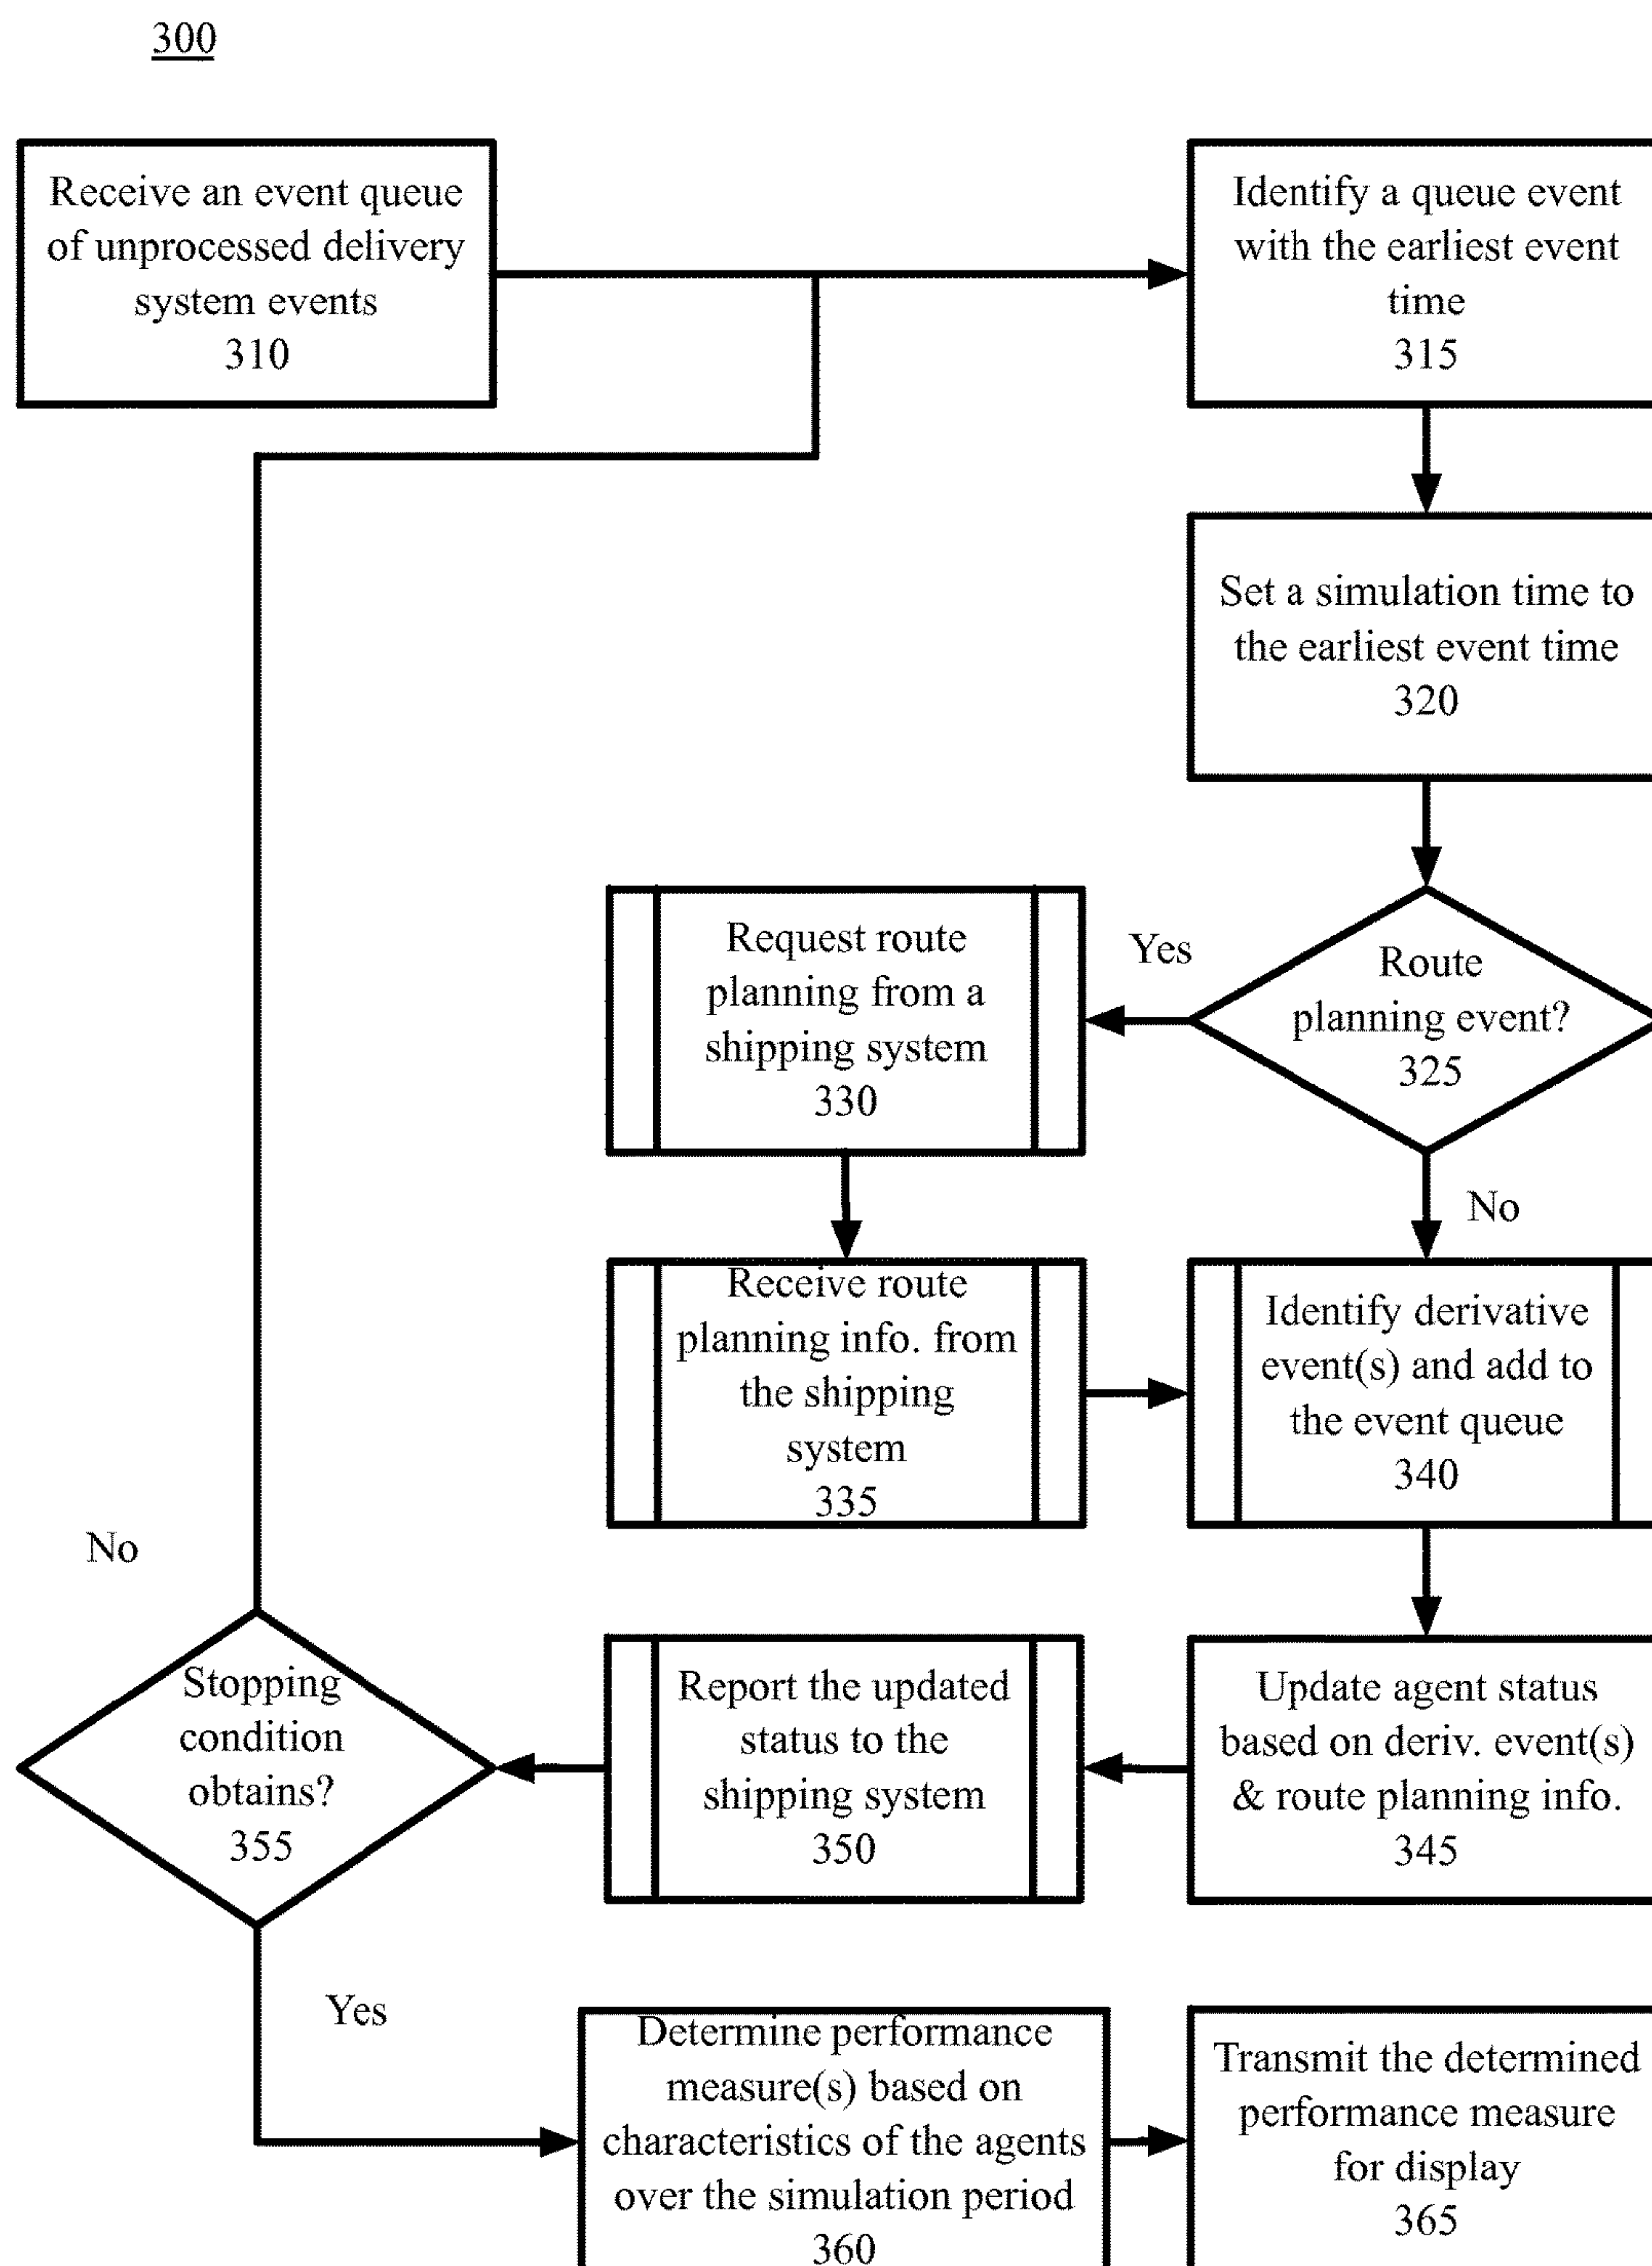 300
Receive an event queue
of unprocessed delivery
system events
310
Identify a queue event
with the earliest event
time
315
Set a simulation time to
the earliest event time
320
Route
planning event?
325
Yes
No
Request route
planning from a
shipping system
330
Receive route
planning info. from
the shipping
system
335
Identify derivative
event(s) and add to
the event queue
340
Update agent status
based on deriv. event(s)
& route planning info.
345
Report the updated
status to the
shipping system
350
Stopping
condition
obtains?
355
No
Yes
Determine performance
measure(s) based on
characteristics of the agents
over the simulation period
360
Transmit the determined
performance measure
for display
365